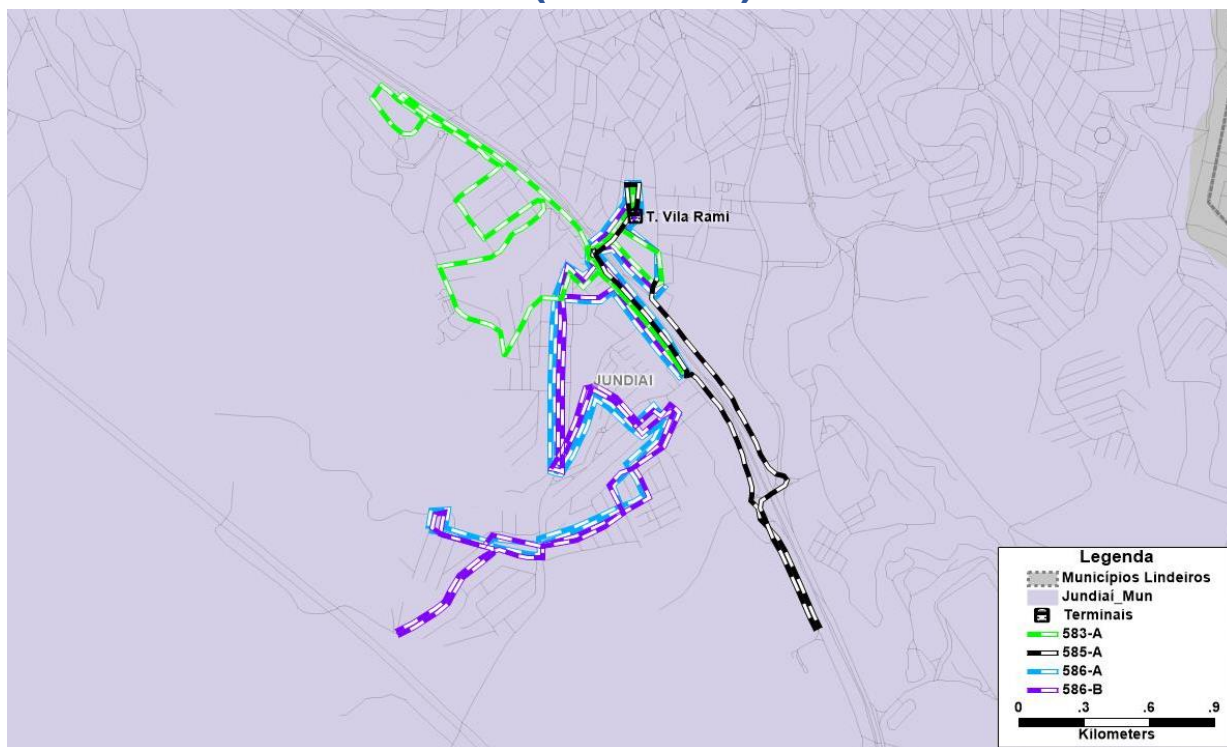 T. Vila Rami
JUNDIAI
Legenda
Municípios Lindeiros
Jundiaí_Mun
Terminais
583-A
585-A
586-A
586-B
0 .3 .6 .9
Kilometers